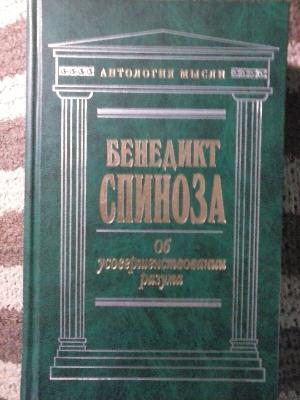 АНТОЛОГИЯ МЫСЛИ
БЕНЕДИКТ
СПИНОЗА
Об
усовершенствовании
разума